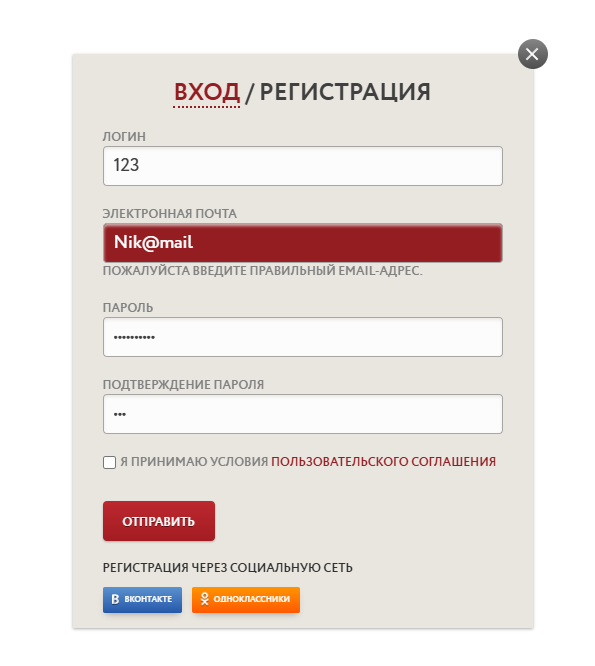 ВХОД / РЕГИСТРАЦИЯ
ЛОГИН
123
ЭЛЕКТРОННАЯ ПОЧТА
Nik@mail
ПОЖАЛУЙСТА ВВЕДИТЕ ПРАВИЛЬНЫЙ EMAIL-АДРЕС.
ПАРОЛЬ
••••••••••
ПОДТВЕРЖДЕНИЕ ПАРОЛЯ
•••
Я ПРИНИМАЮ УСЛОВИЯ ПОЛЬЗОВАТЕЛЬСКОГО СОГЛАШЕНИЯ
ОТПРАВИТЬ
РЕГИСТРАЦИЯ ЧЕРЕЗ СОЦИАЛЬНУЮ СЕТЬ
В ВКОНТАКТЕ ОДНОКЛАССНИКИ